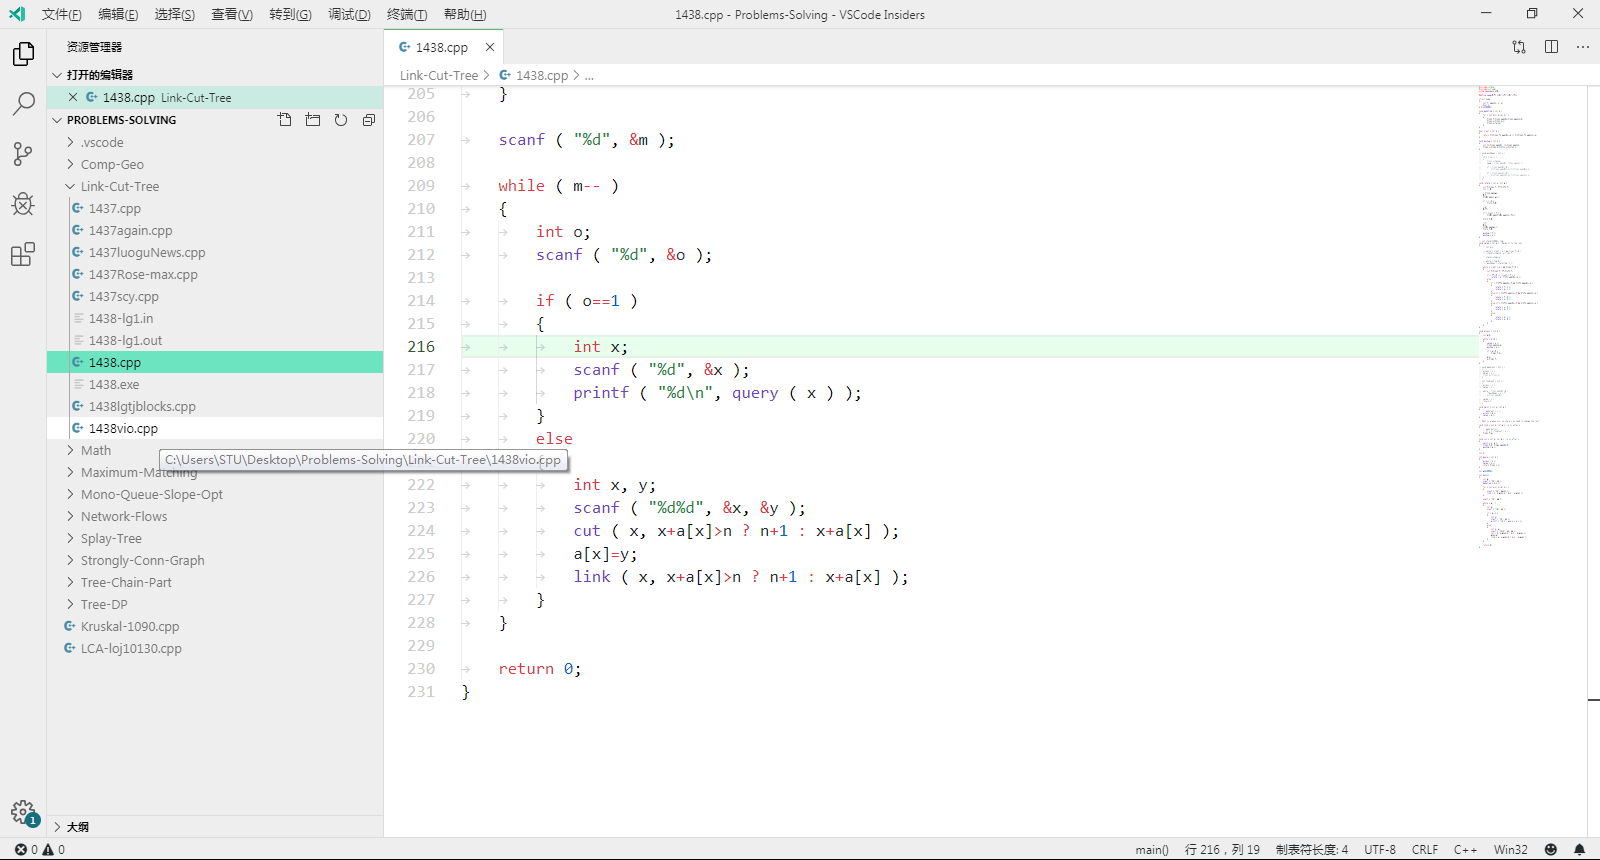 文件(F) 编辑(E) 选择(S) 查看(V) 转到(G) 调试(D) 终端(T) 帮助(H)
1438.cpp - Problems-Solving - VSCode Insiders
资源管理器
打开的编辑器
1438.cpp Link-Cut-Tree
PROBLEMS-SOLVING
.vscode
Comp-Geo
Link-Cut-Tree
1437.cpp
1437again.cpp
1437luoguNews.cpp
1437Rose-max.cpp
1437scy.cpp
1438-lg1.in
1438-lg1.out
1438.cpp
1438.exe
1438lgtjblocks.cpp
1438vio.cpp
Math
Maximum-Matching
Mono-Queue-Slope-Opt
Network-Flows
Splay-Tree
Strongly-Conn-Graph
Tree-Chain-Part
Tree-DP
Kruskal-1090.cpp
LCA-loj10130.cpp
大纲
1438.cpp
Link-Cut-Tree > 1438.cpp > ...
205 }
206
207 scanf ( "%d", &m );
208
209 while ( m-- )
210 {
211 int o;
212 scanf ( "%d", &o );
213
214 if ( o==1 )
215 {
216 int x;
217 scanf ( "%d", &x );
218 printf ( "%d\n", query ( x ) );
219 }
220 else
C:\Users\STU\Desktop\Problems-Solving\Link-Cut-Tree\1438vio.cpp
222 int x, y;
223 scanf ( "%d%d", &x, &y );
224 cut ( x, x+a[x]>n ? n+1 : x+a[x] );
225 a[x]=y;
226 link ( x, x+a[x]>n ? n+1 : x+a[x] );
227 }
228 }
229
230 return 0;
231 }
1
0 0
main() 行 216，列 19 制表符长度: 4 UTF-8 CRLF C++ Win32